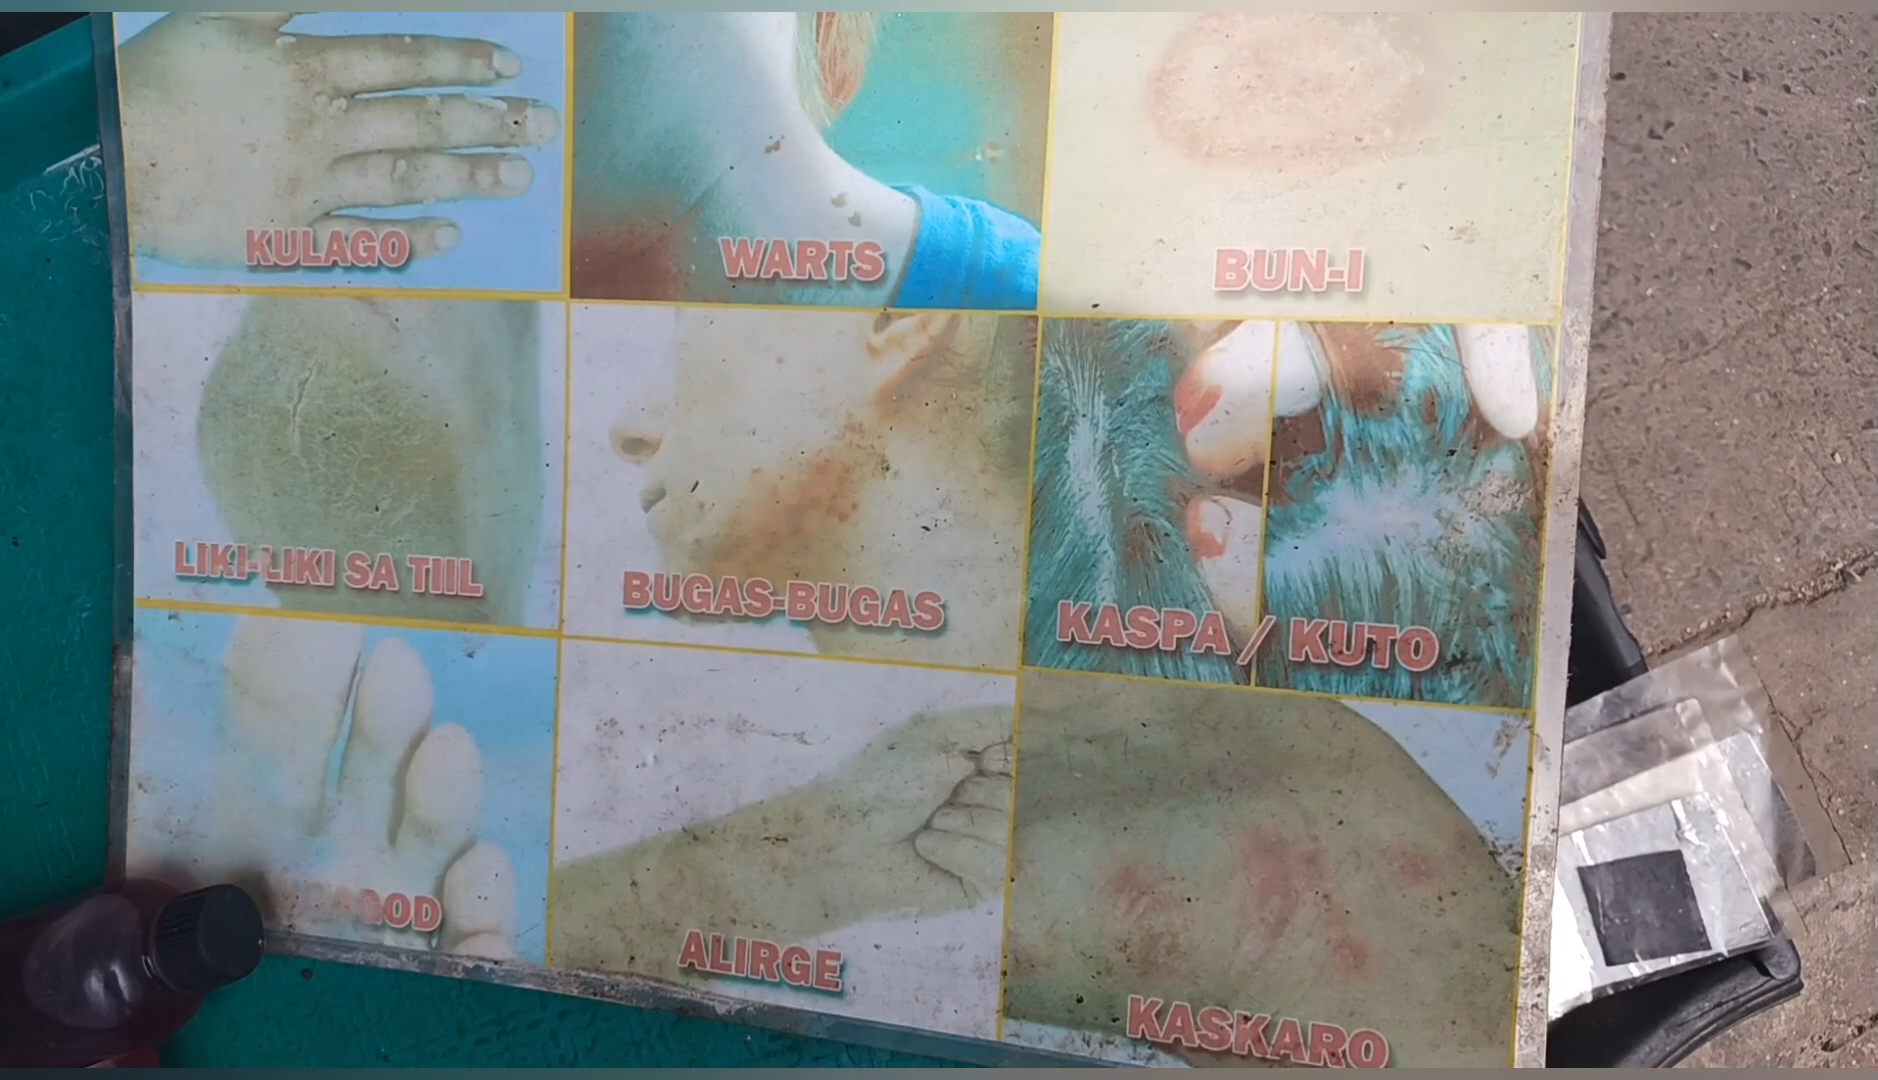 KULAGO
WARTS
BUN-I
LIKI-LIKI SA TIIL
BUGAS-BUGAS
KASPA / KUTO
ALIRGE
KASKARO